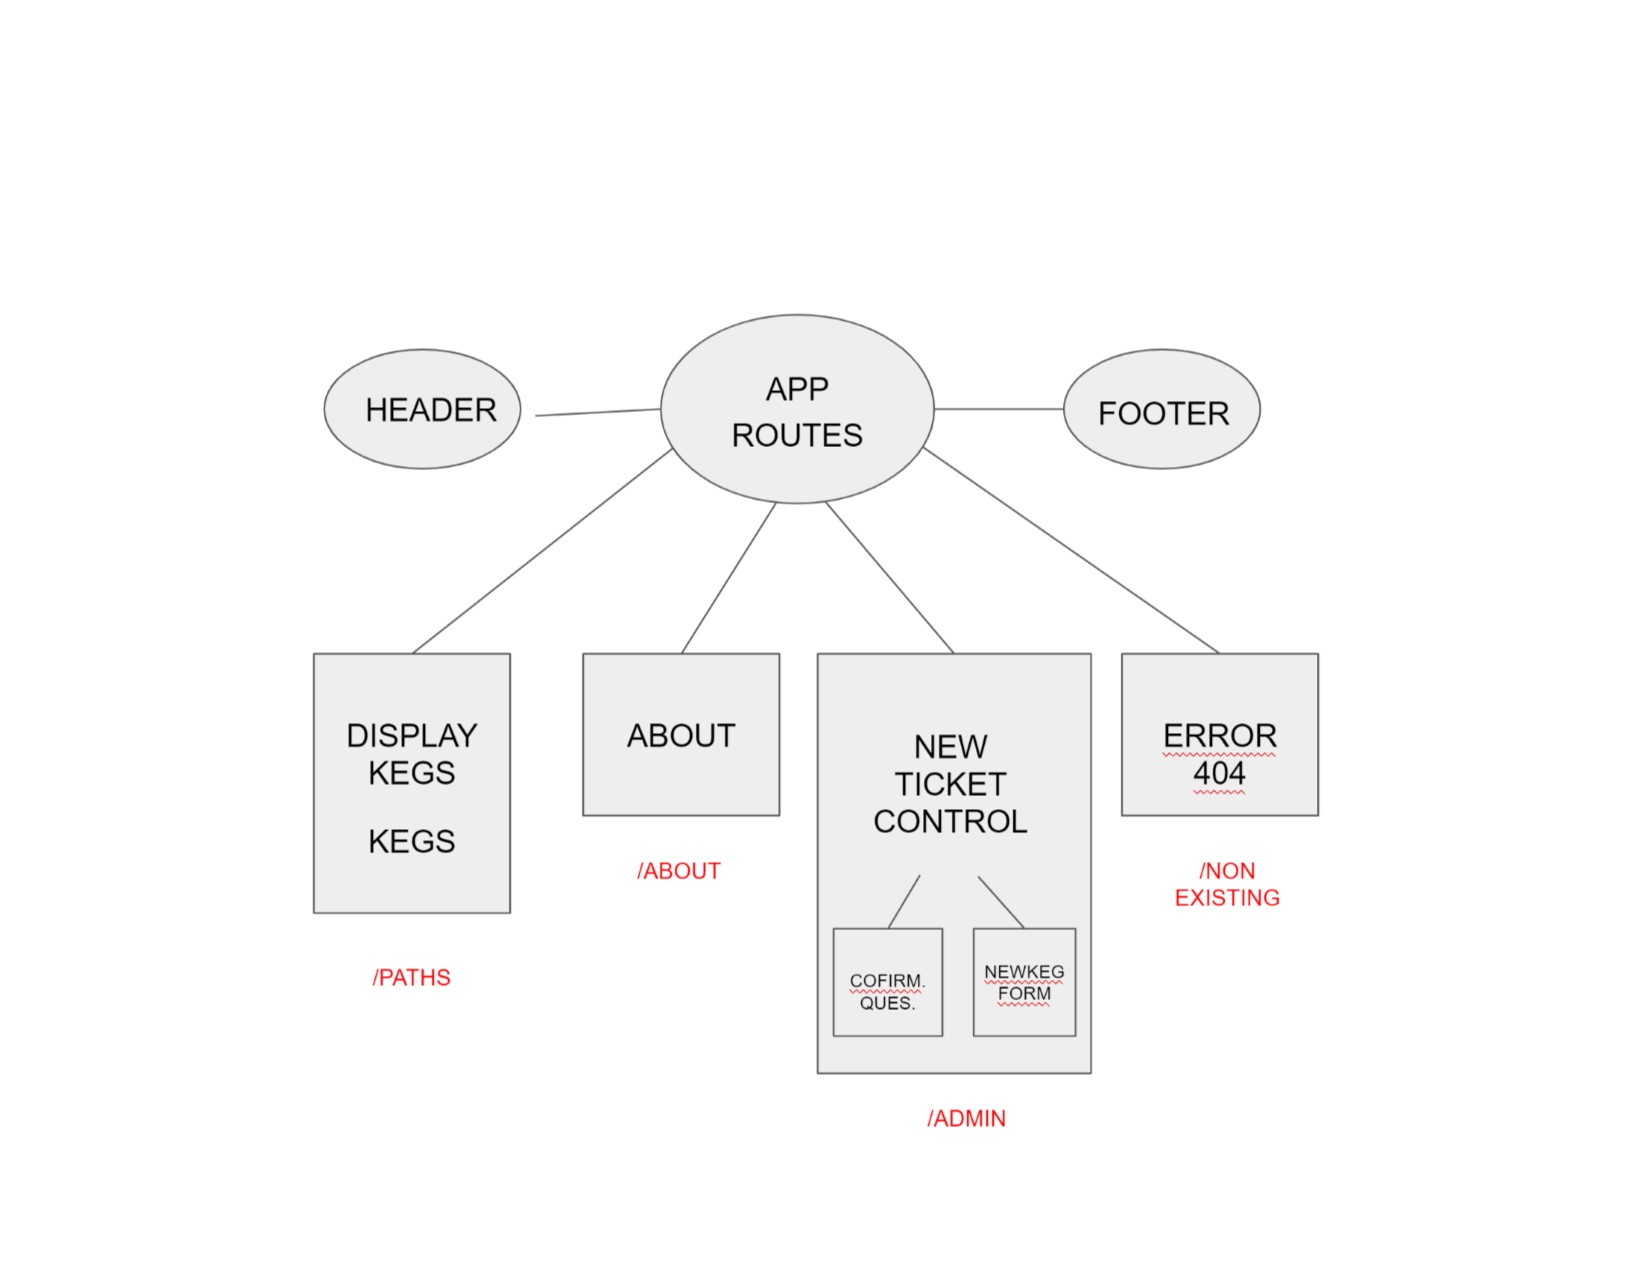 HEADER
APP
ROUTES
FOOTER
DISPLAY
KEGS
KEGS
/PATHS
ABOUT
/ABOUT
NEW
TICKET
CONTROL
COFIRM.
QUES.
NEWKEG
FORM
/ADMIN
ERROR
404
/NON
EXISTING